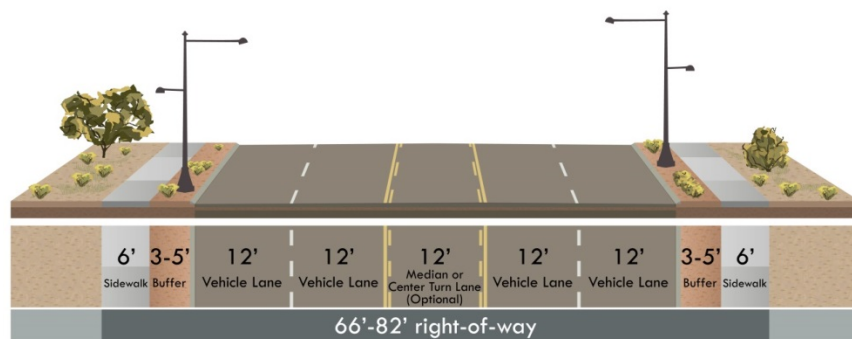 6’ 3-5’ 12’ 12’ 12’ 12’ 12’ 3-5’ 6’
Sidewalk Buffer Vehicle Lane Vehicle Lane Median or Center Turn Lane (Optional) Vehicle Lane Vehicle Lane Buffer Sidewalk
66’-82’ right-of-way